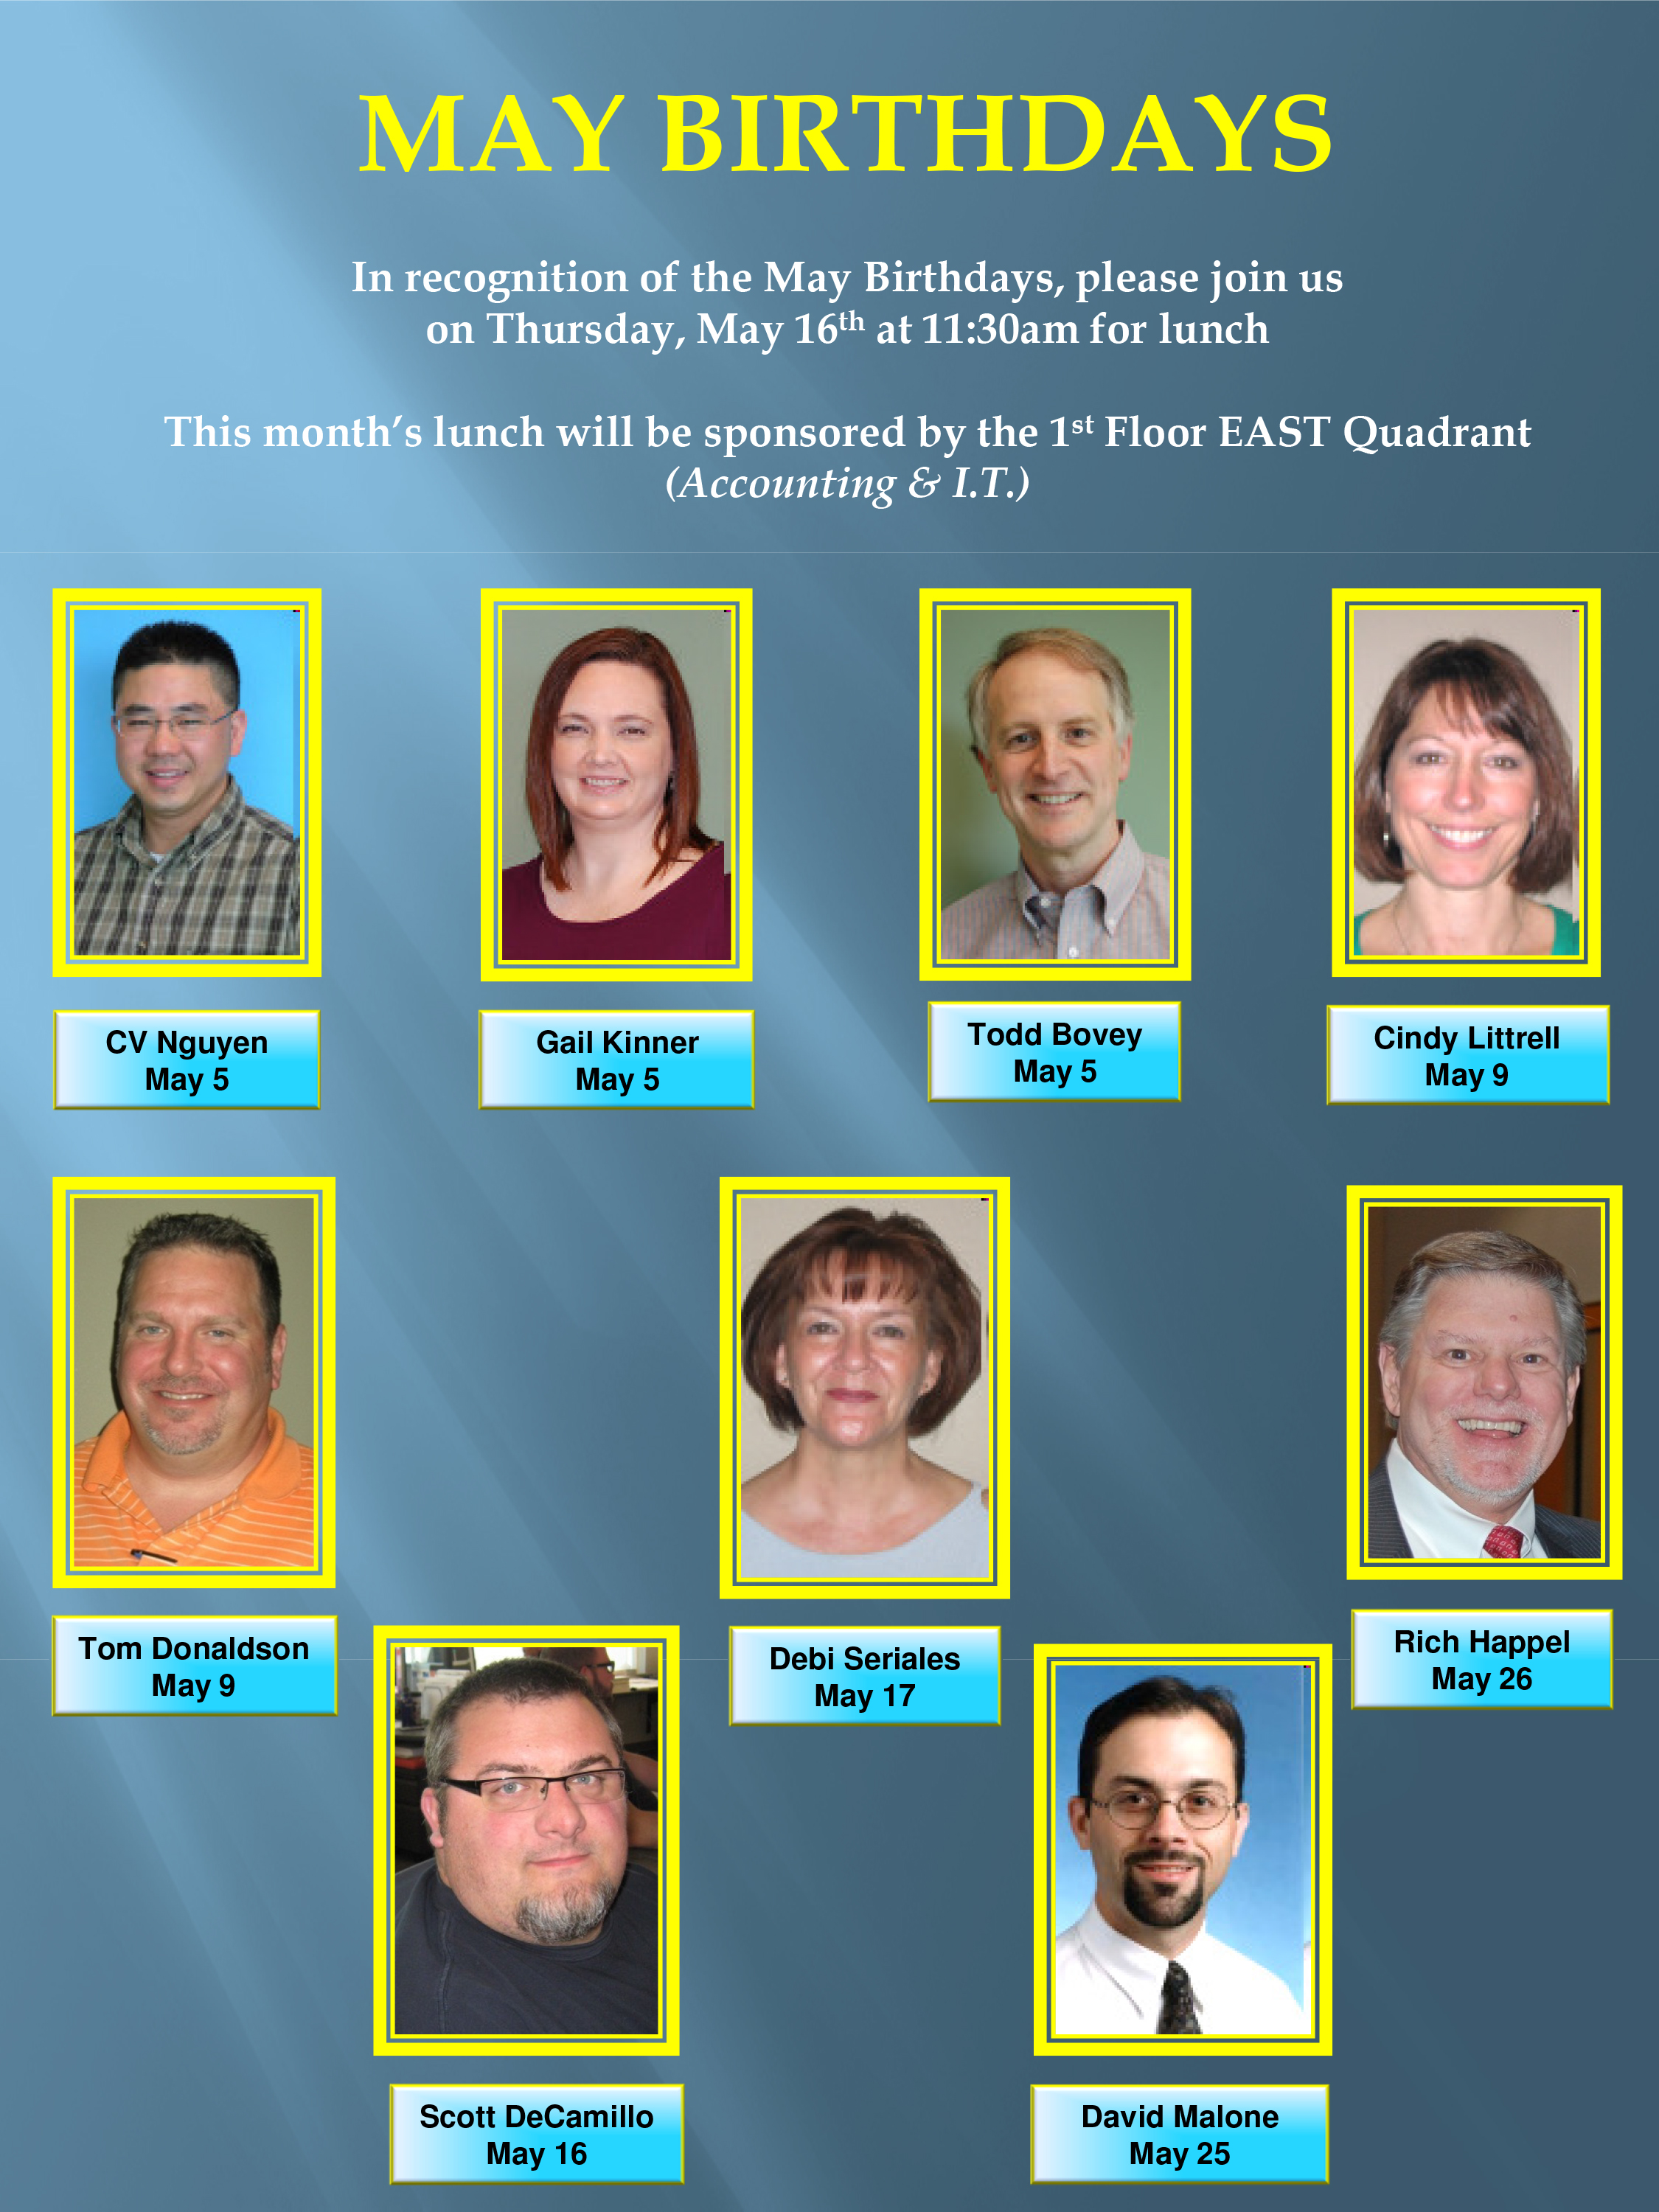 MAY BIRTHDAYS
In recognition of the May Birthdays, please join us
on Thursday, May 16th at 11:30am for lunch
This month’s lunch will be sponsored by the 1st Floor EAST Quadrant
(Accounting & I.T.)
CV Nguyen
May 5
Gail Kinner
May 5
Todd Bovey
May 5
Cindy Littrell
May 9
Tom Donaldson
May 9
Debi Seriales
May 17
Rich Happel
May 26
Scott DeCamillo
May 16
David Malone
May 25